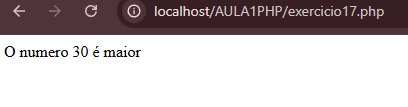 localhost/AULA1PHP/exercicio17.php
O numero 30 é maior